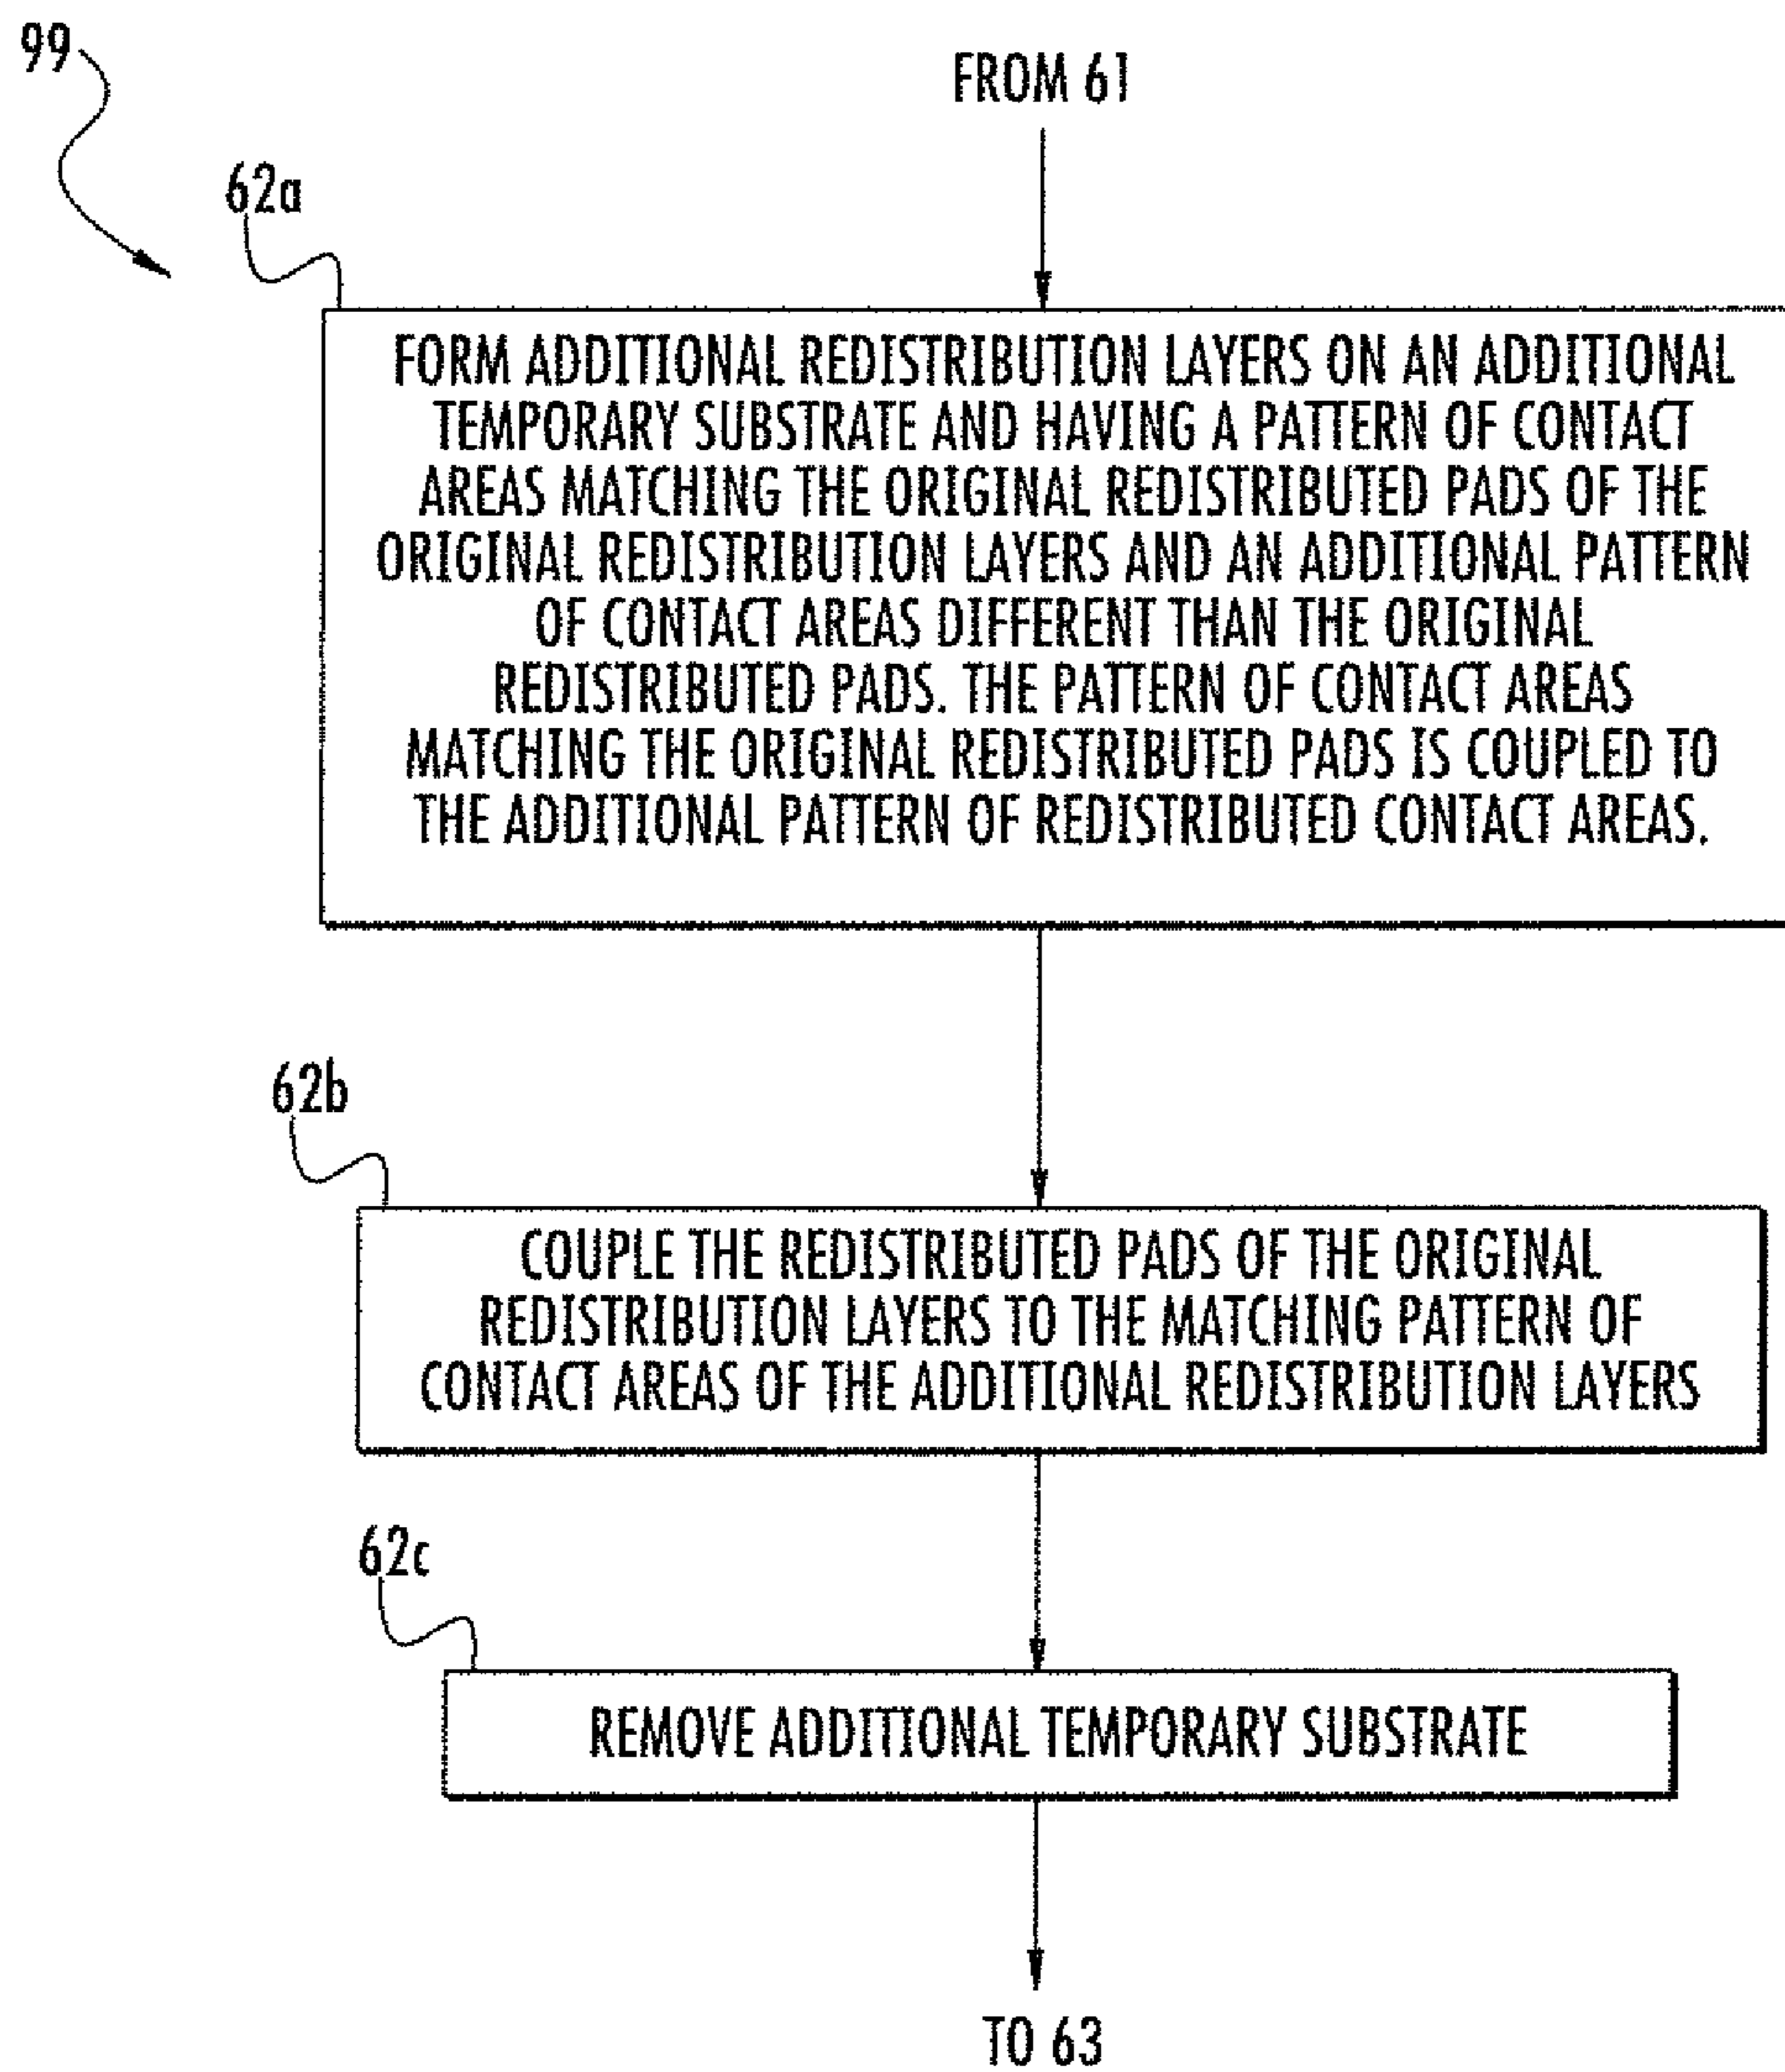 99
FROM 61
62a
FORM ADDITIONAL REDISTRIBUTION LAYERS ON AN ADDITIONAL
TEMPORARY SUBSTRATE AND HAVING A PATTERN OF CONTACT
AREAS MATCHING THE ORIGINAL REDISTRIBUTED PADS OF THE
ORIGINAL REDISTRIBUTION LAYERS AND AN ADDITIONAL PATTERN
OF CONTACT AREAS DIFFERENT THAN THE ORIGINAL
REDISTRIBUTED PADS. THE PATTERN OF CONTACT AREAS
MATCHING THE ORIGINAL REDISTRIBUTED PADS IS COUPLED TO
THE ADDITIONAL PATTERN OF REDISTRIBUTED CONTACT AREAS.
62b
COUPLE THE REDISTRIBUTED PADS OF THE ORIGINAL
REDISTRIBUTION LAYERS TO THE MATCHING PATTERN OF
CONTACT AREAS OF THE ADDITIONAL REDISTRIBUTION LAYERS
62c
REMOVE ADDITIONAL TEMPORARY SUBSTRATE
TO 63